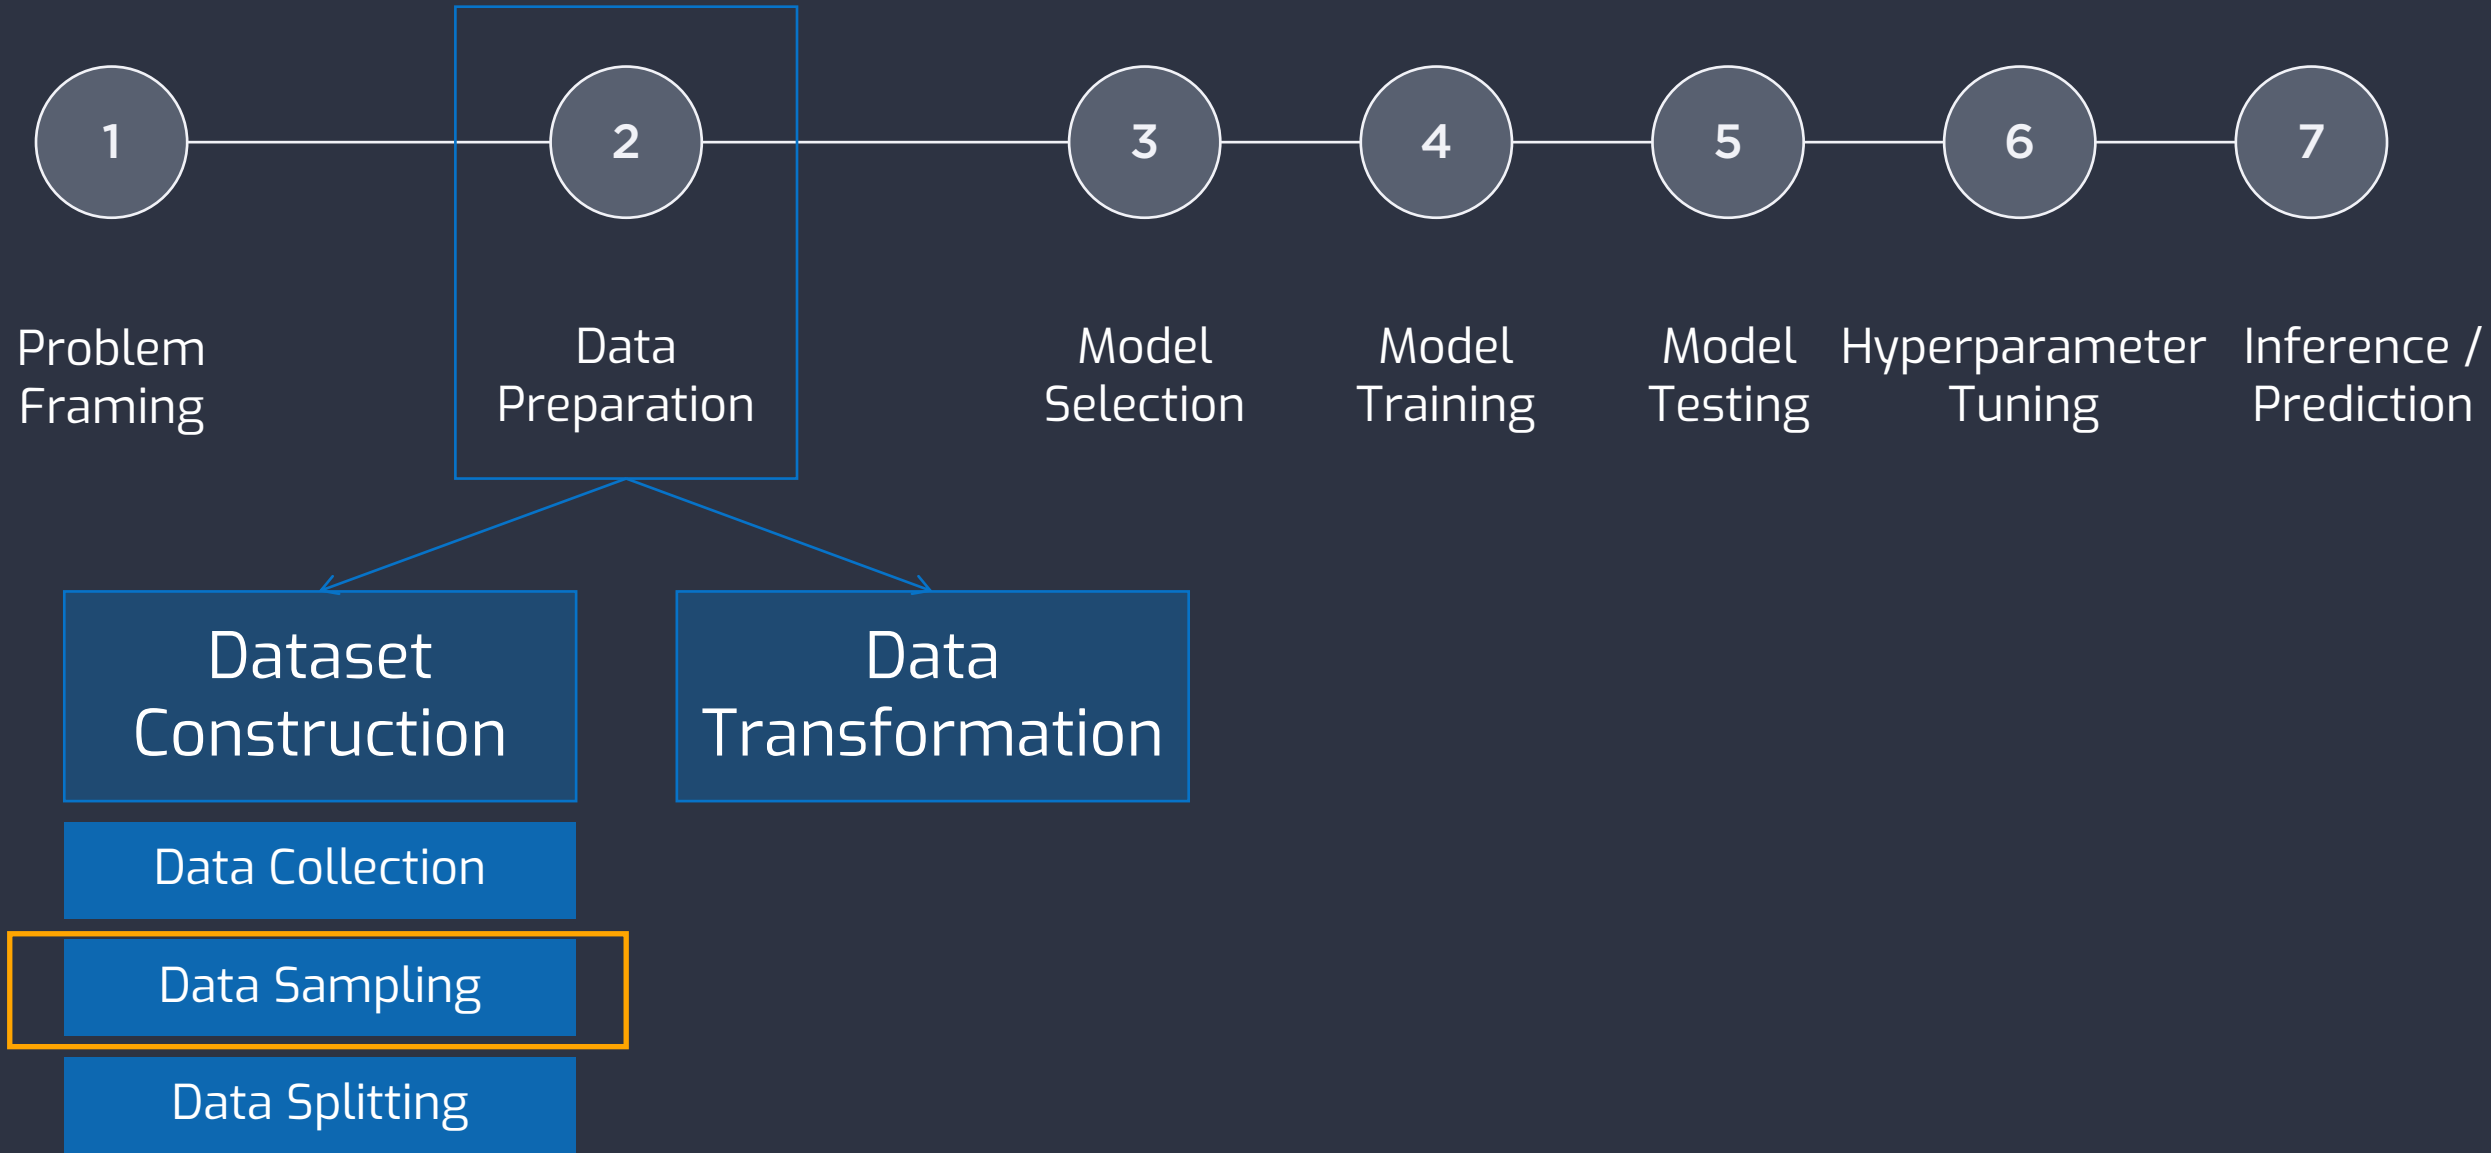 1
2
3
4
5
6
7
Problem
Framing
Data
Preparation
Model
Selection
Model
Training
Model
Testing
Hyperparameter
Tuning
Inference /
Prediction
Dataset
Construction
Data
Transformation
Data Collection
Data Sampling
Data Splitting